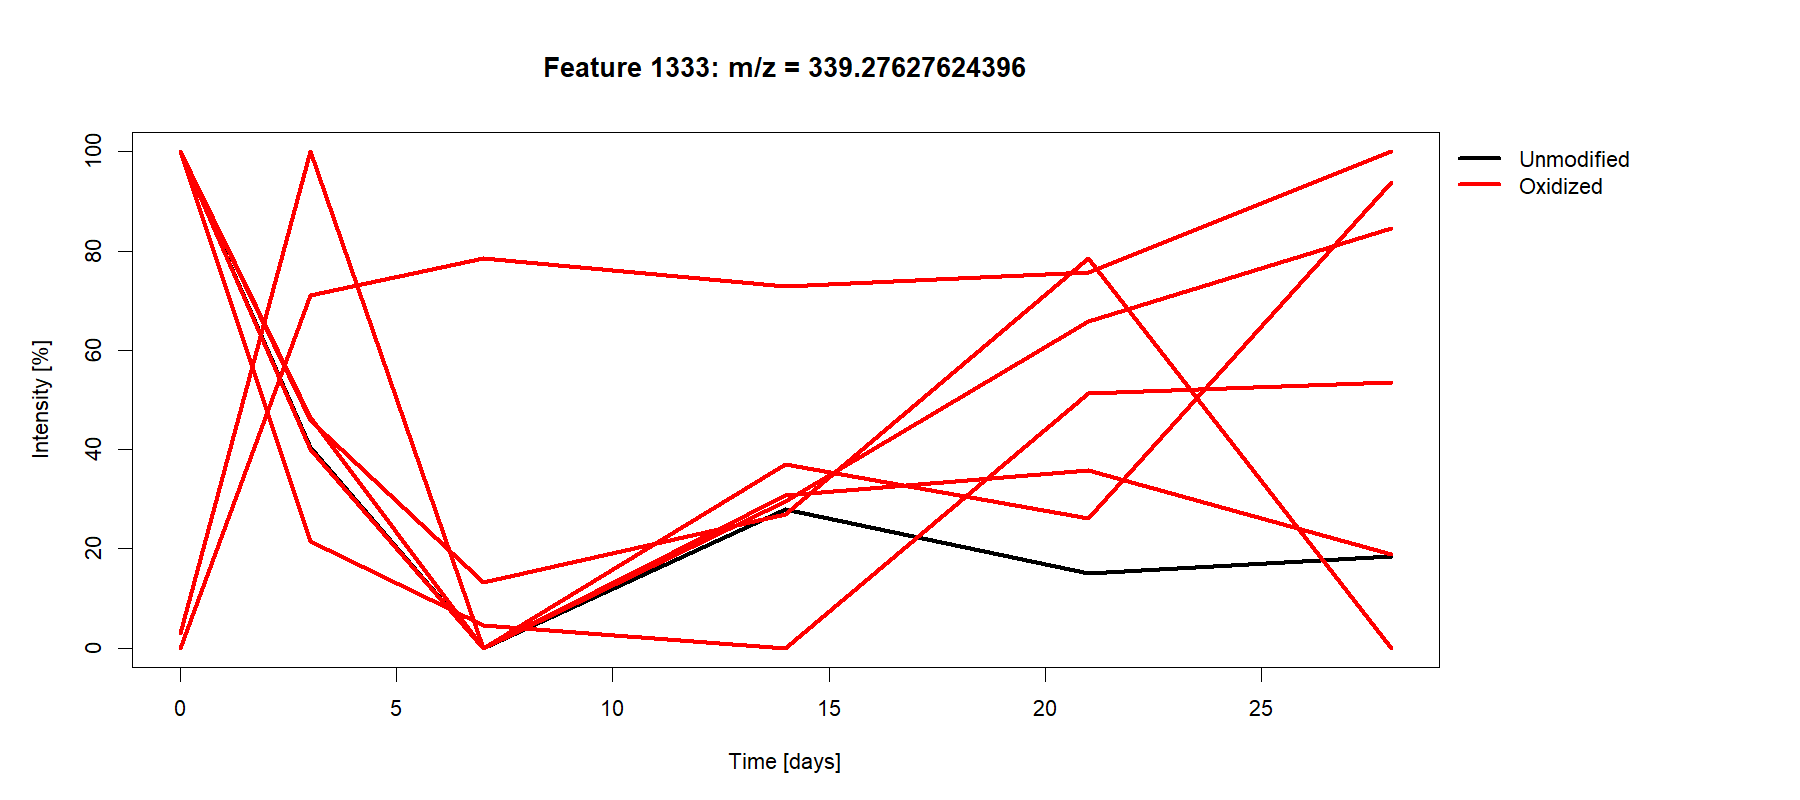 Feature 1333: m/z = 339.27627624396
Unmodified
Oxidized
Intensity [%]
100
80
60
40
20
0
0 5 10 15 20 25
Time [days]